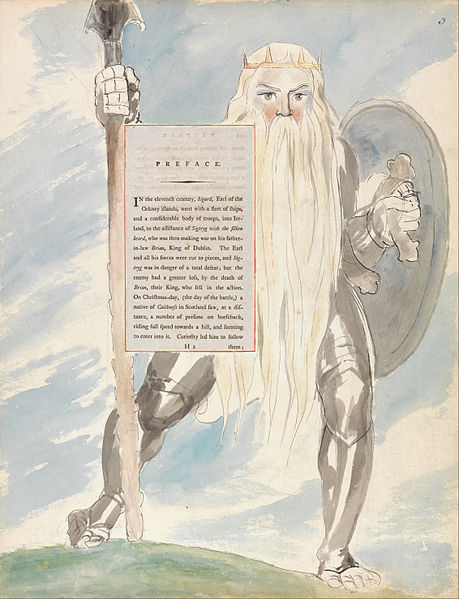 3
PREFACE.
IN the eleventh century, Sigurd, Earl of the
Orkney islands, went with a fleet of ships,
and a considerable body of troops, into Ire-
land, to the assistance of Sigtryg with the silken
beard, who was then making war on his father-
in-law Brian, King of Dublin. The Earl
and all his forces were cut to pieces, and Sig-
tryg was in danger of a total defeat; but the
enemy had a greater loss, by the death of
Brian, their King, who fell in the action.
On Christmas-day, (the day of the battle,) a
native of Caithness in Scotland saw, at a dis-
tance, a number of persons on horseback,
riding full speed towards a hill, and seeming
to enter into it. Curiosity led him to follow
H 2 them;